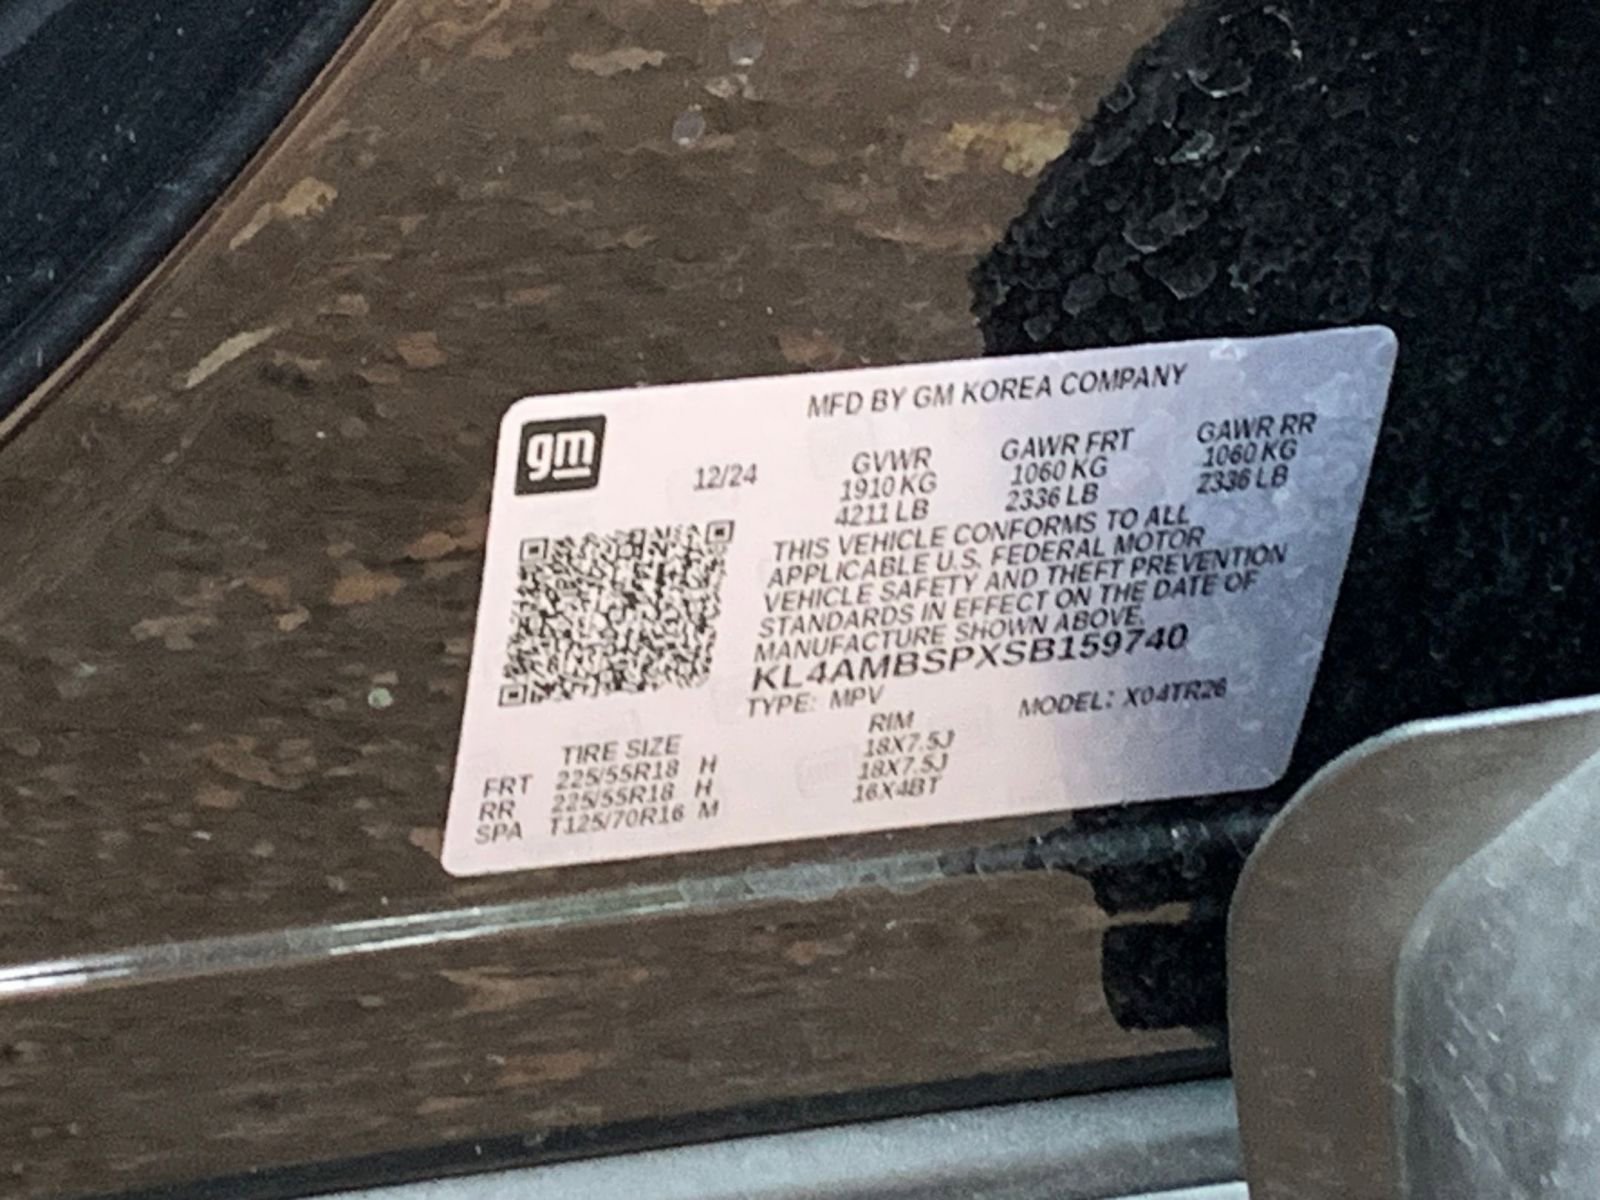 MFD BY GM KOREA COMPANY
gm
12/24
GVWR GAWR FRT GAWR RR
1910 KG 1060 KG 1060 KG
4211 LB 2336 LB 2336 LB
THIS VEHICLE CONFORMS TO ALL
APPLICABLE U.S. FEDERAL MOTOR
VEHICLE SAFETY AND THEFT PREVENTION
STANDARDS IN EFFECT ON THE DATE OF
MANUFACTURE SHOWN ABOVE.
KL4AMBSPXSB159740
TYPE: MPV MODEL: X04TR26
TIRE SIZE RIM
FRT 225/55R18 H 18X7.5J
RR 225/55R18 H 18X7.5J
SPA T125/70R16 M 16X4BT